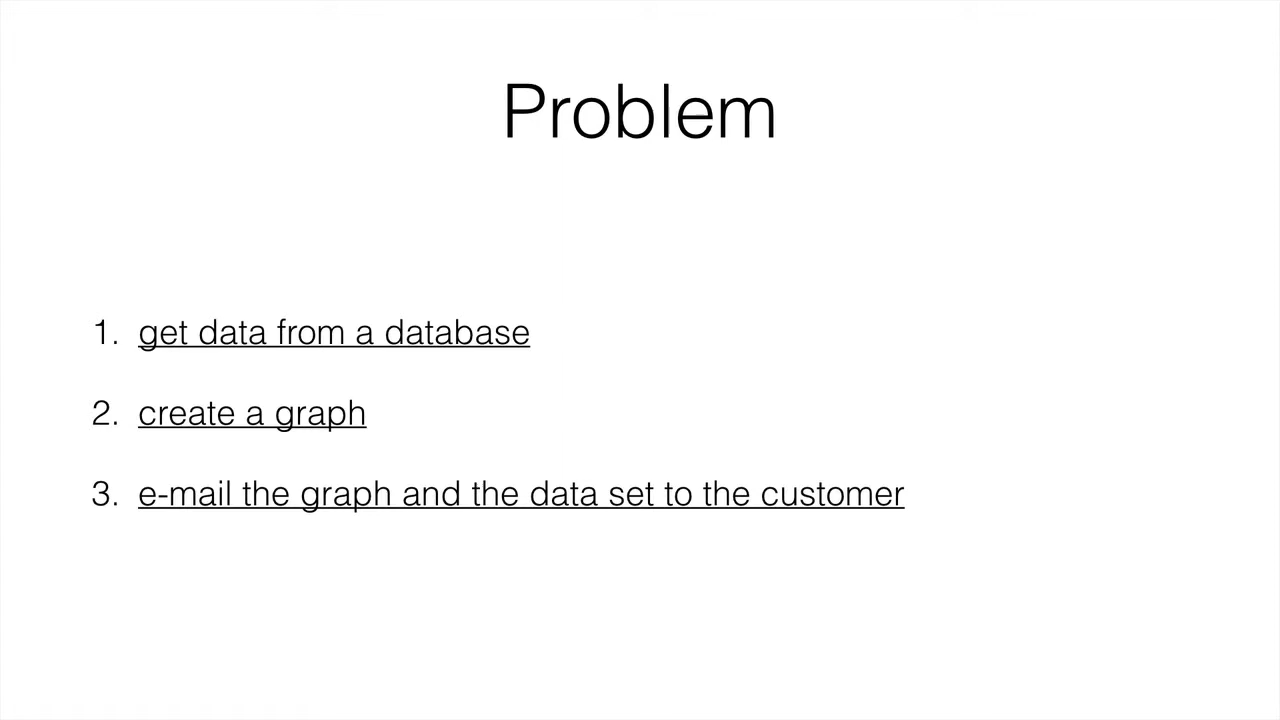 Problem
1. get data from a database
2. create a graph
3. e-mail the graph and the data set to the customer